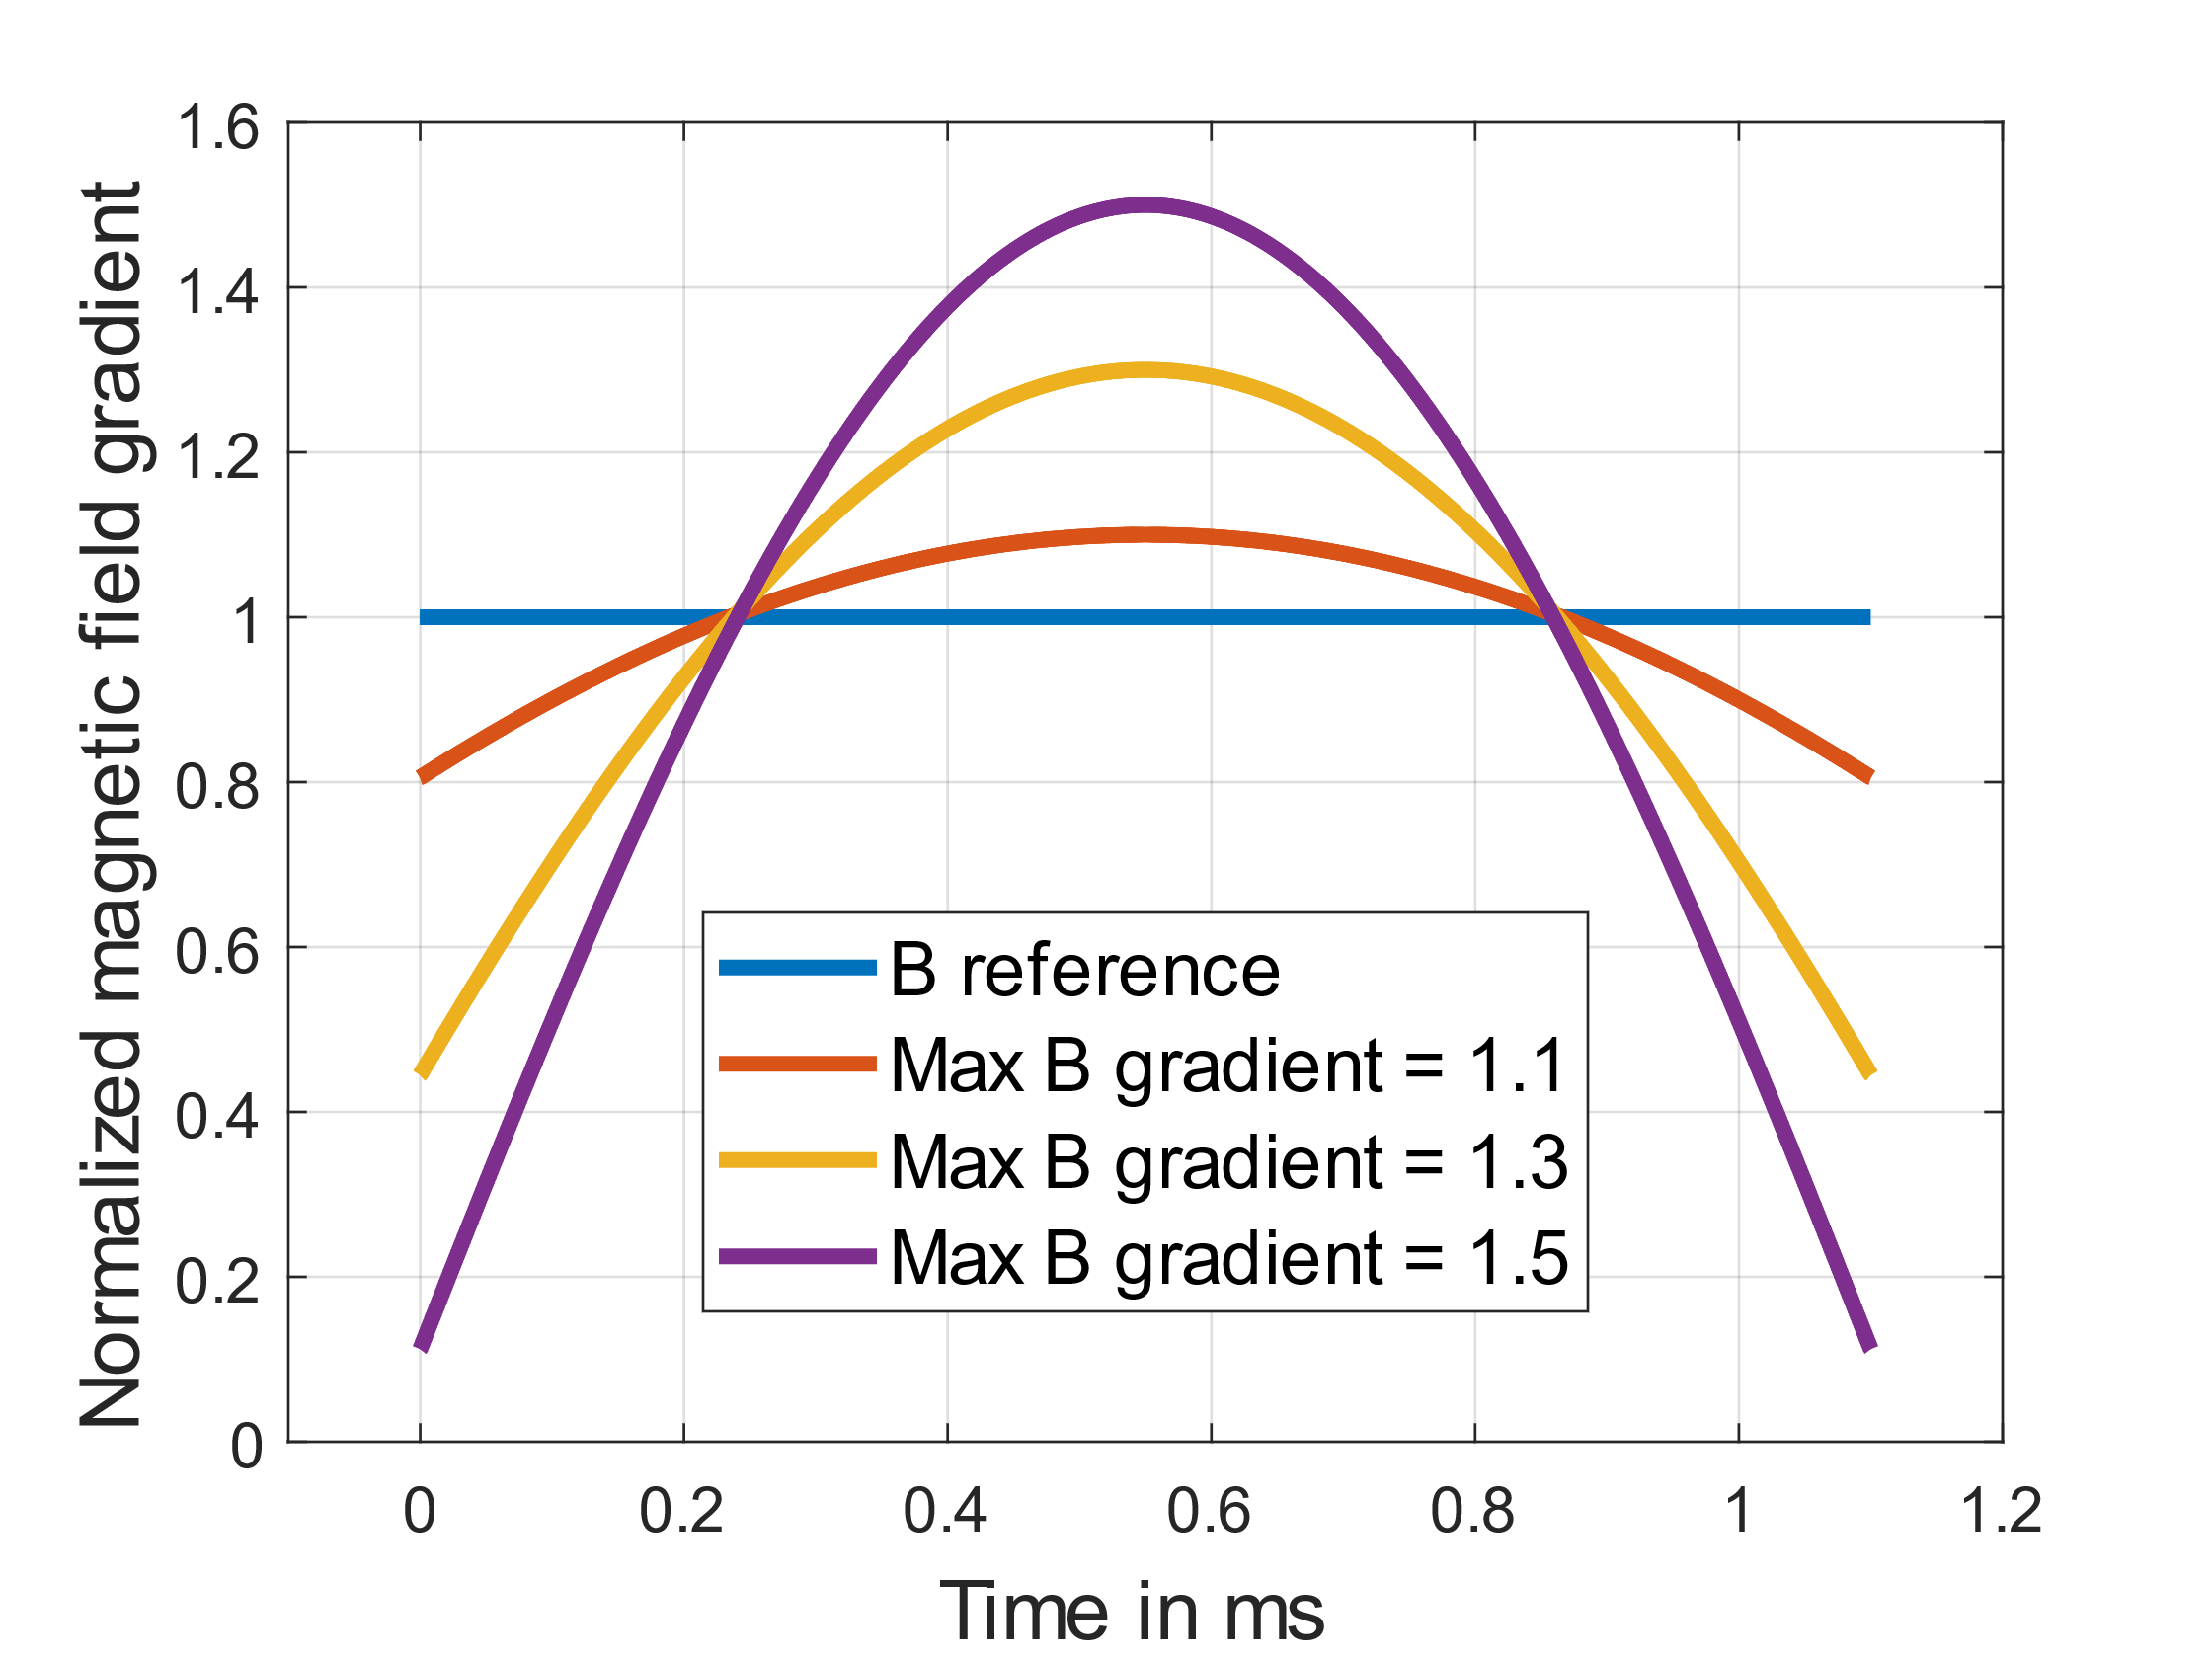 Normalized magnetic field gradient
1.6
1.4
1.2
1
0.8
0.6
0.4
0.2
0
B reference
Max B gradient = 1.1
Max B gradient = 1.3
Max B gradient = 1.5
0 0.2 0.4 0.6 0.8 1 1.2
Time in ms